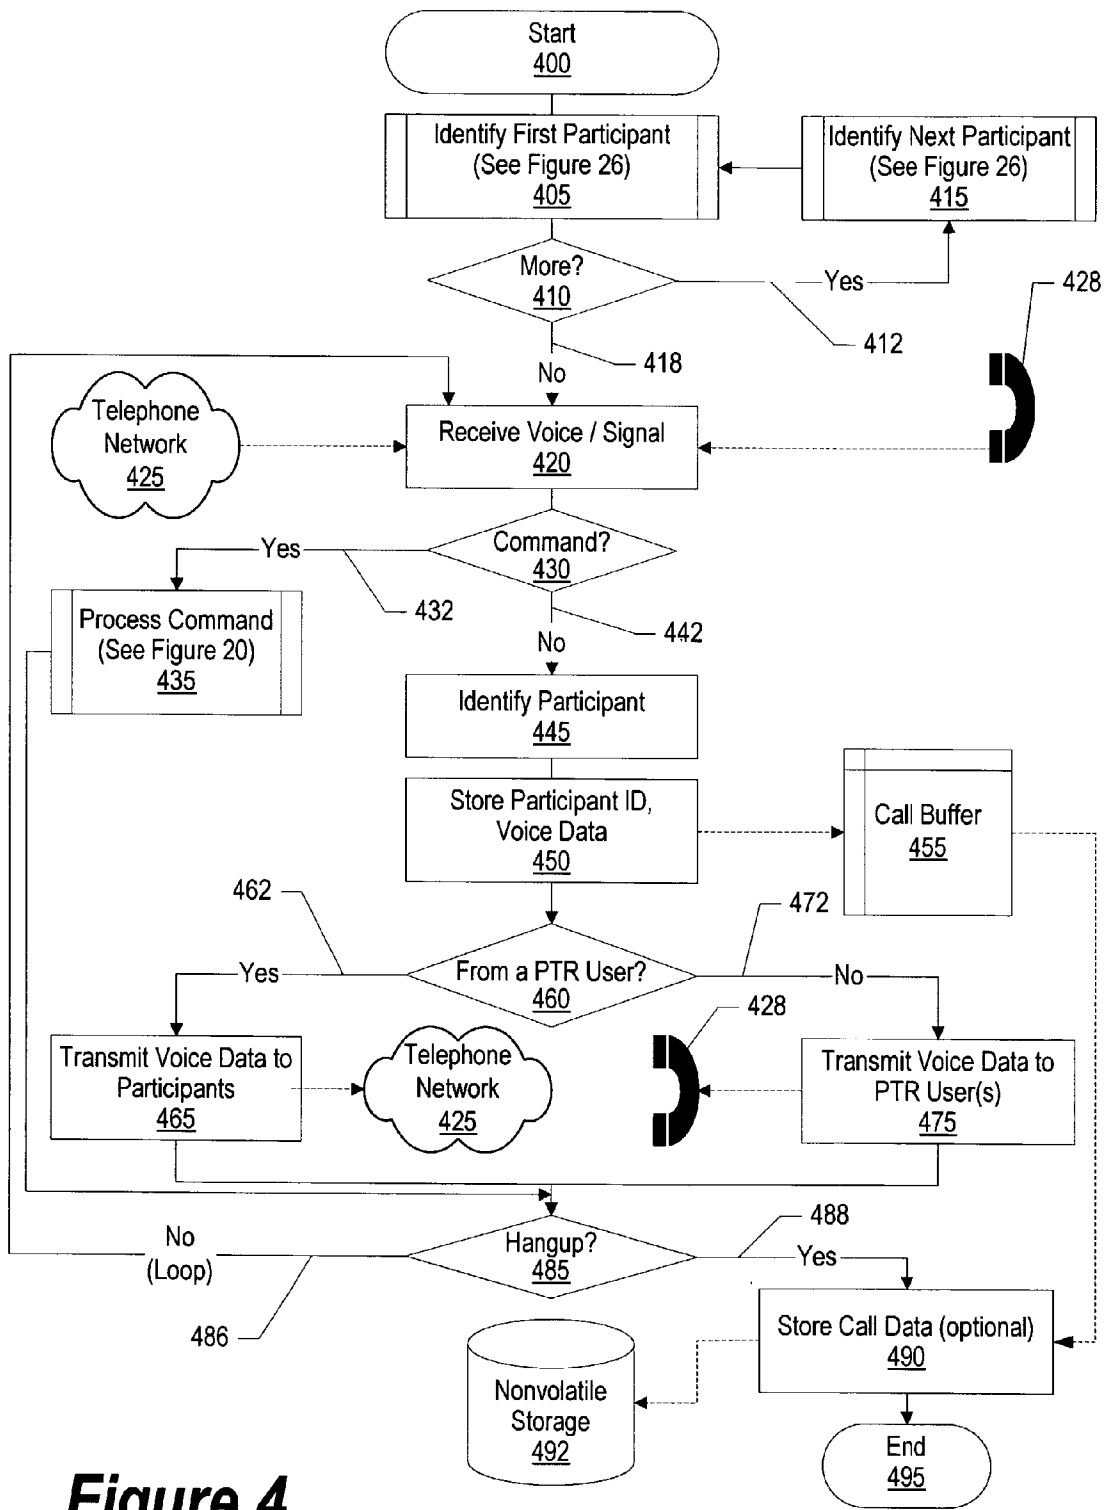 Start
400
Identify First Participant
(See Figure 26)
405
Identify Next Participant
(See Figure 26)
415
More?
410
Yes
412
428
418
No
Telephone
Network
425
Receive Voice / Signal
420
Command?
430
Yes
432
442
No
Process Command
(See Figure 20)
435
Identify Participant
445
Store Participant ID,
Voice Data
450
Call Buffer
455
462
472
From a PTR User?
460
Yes
No
428
Transmit Voice Data to
Participants
465
Telephone
Network
425
Transmit Voice Data to
PTR User(s)
475
Hangup?
485
No
(Loop)
486
488
Yes
Store Call Data (optional)
490
Nonvolatile
Storage
492
End
495
Figure 4